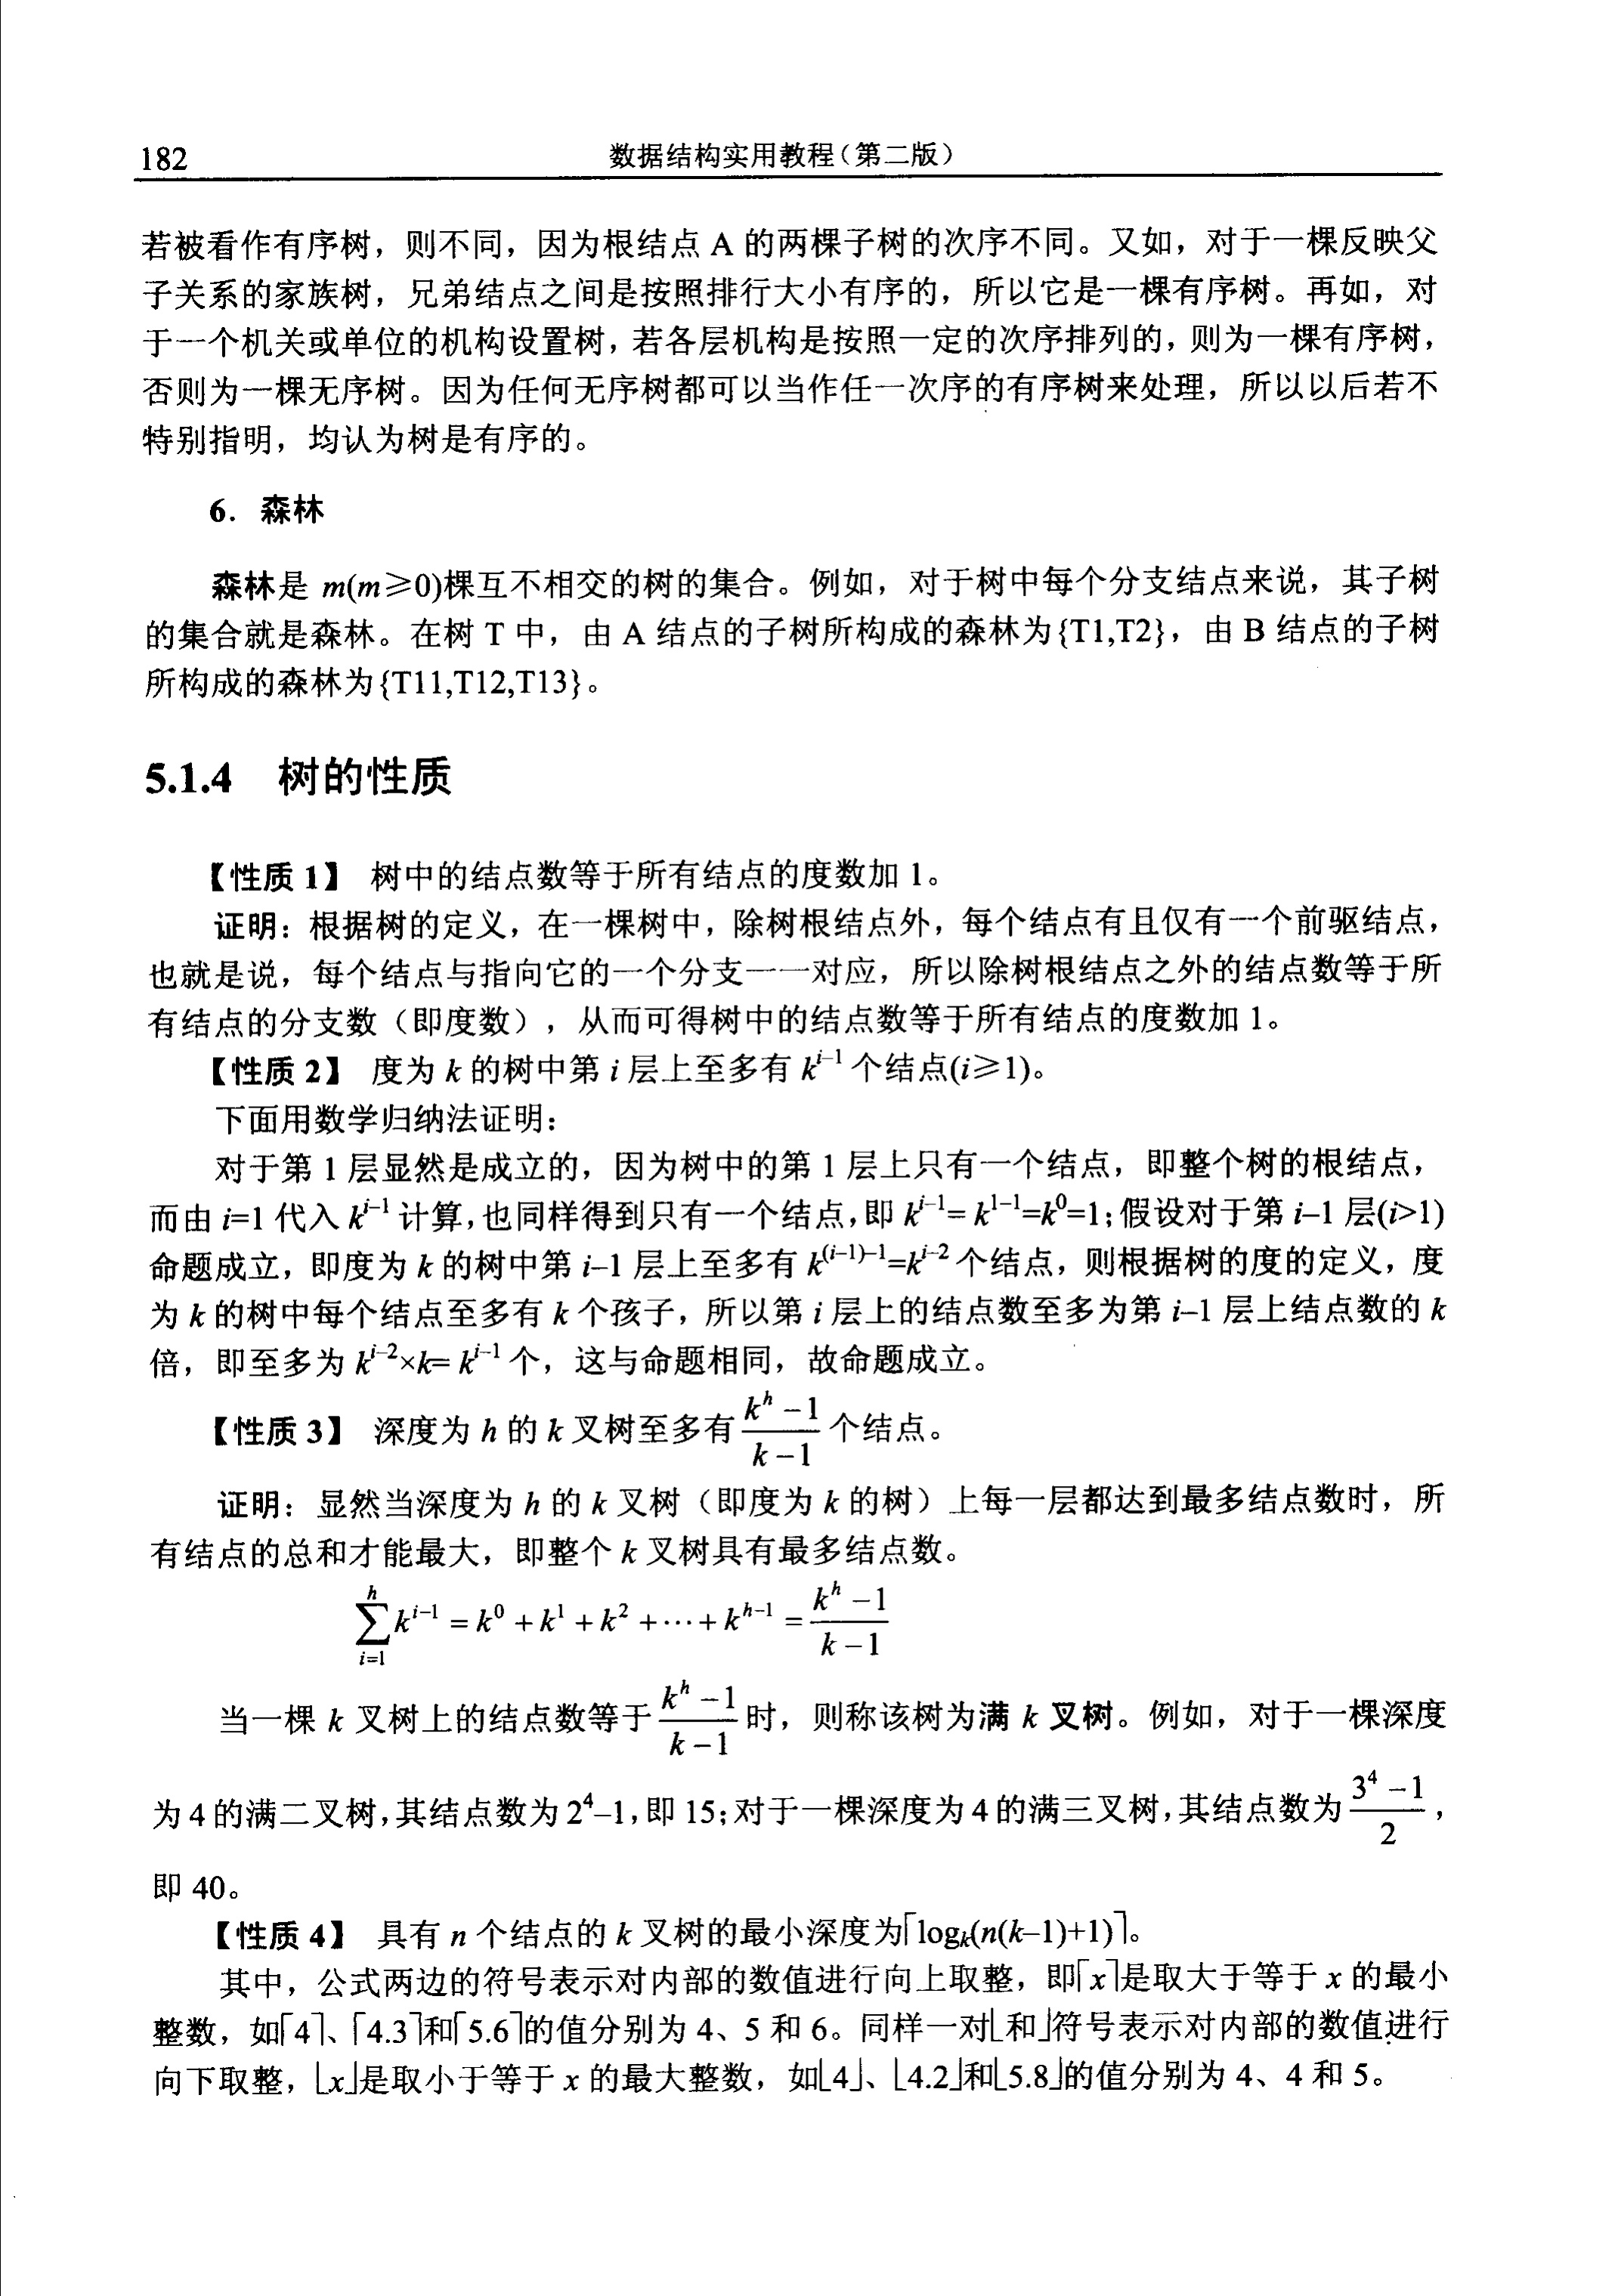 182
数据结构实用教程(第二版)
若被看作有序树，则不同，因为根结点 A 的两棵子树的次序不同。又如，对于一棵反映父
子关系的家族树，兄弟结点之间是按照排行大小有序的，所以它是一棵有序树。再如，对
于一个机关或单位的机构设置树，若各层机构是按照一定的次序排列的，则为一棵有序树，
否则为一棵无序树。因为任何无序树都可以当作任一次序的有序树来处理，所以以后若不
特别指明，均认为树是有序的。
6．森林
森林是 m(m≥0)棵互不相交的树的集合。例如，对于树中每个分支结点来说，其子树
的集合就是森林。在树 T 中，由 A 结点的子树所构成的森林为{T1,T2}，由 B 结点的子树
所构成的森林为{T11,T12,T13}。
5.1.4 树的性质
【性质 1】 树中的结点数等于所有结点的度数加 1。
证明：根据树的定义，在一棵树中，除树根结点外，每个结点有且仅有一个前驱结点，
也就是说，每个结点与指向它的一个分支一一对应，所以除树根结点之外的结点数等于所
有结点的分支数（即度数），从而可得树中的结点数等于所有结点的度数加 1。
【性质 2】 度为 k 的树中第 i 层上至多有 k^{i−1} 个结点(i≥1)。
下面用数学归纳法证明：
对于第 1 层显然是成立的，因为树中的第 1 层上只有一个结点，即整个树的根结点，
而由 i=1 代入 k^{i−1} 计算，也同样得到只有一个结点，即 k^{i−1}= k^{1−1}=k^0=1；假设对于第 i−1 层(i>1)
命题成立，即度为 k 的树中第 i−1 层上至多有 k^{(i−1)−1}=k^{i−2} 个结点，则根据树的度的定义，度
为 k 的树中每个结点至多有 k 个孩子，所以第 i 层上的结点数至多为第 i−1 层上结点数的 k
倍，即至多为 k^{i−2}×k= k^{i−1} 个，这与命题相同，故命题成立。
【性质 3】 深度为 h 的 k 叉树至多有 \frac{k^h−1}{k−1} 个结点。
证明：显然当深度为 h 的 k 叉树（即度为 k 的树）上每一层都达到最多结点数时，所
有结点的总和才能最大，即整个 k 叉树具有最多结点数。
\sum_{i=1}^{h} k^{i−1} = k^0 + k^1 + k^2 + ⋯ + k^{h−1} = \frac{k^h−1}{k−1}
当一棵 k 叉树上的结点数等于 \frac{k^h−1}{k−1} 时，则称该树为满 k 叉树。例如，对于一棵深度
为 4 的满二叉树，其结点数为 2^4−1，即 15；对于一棵深度为 4 的满三叉树，其结点数为 \frac{3^4−1}{2}，
即 40。
【性质 4】 具有 n 个结点的 k 叉树的最小深度为⌈log_k(n(k−1)+1)⌉。
其中，公式两边的符号表示对内部的数值进行向上取整，即⌈x⌉是取大于等于 x 的最小
整数，如⌈4⌉、⌈4.3⌉和⌈5.6⌉的值分别为 4、5 和 6。同样一对⌊和⌋符号表示对内部的数值进行
向下取整，⌊x⌋是取小于等于 x 的最大整数，如⌊4⌋、⌊4.2⌋和⌊5.8⌋的值分别为 4、4 和 5。